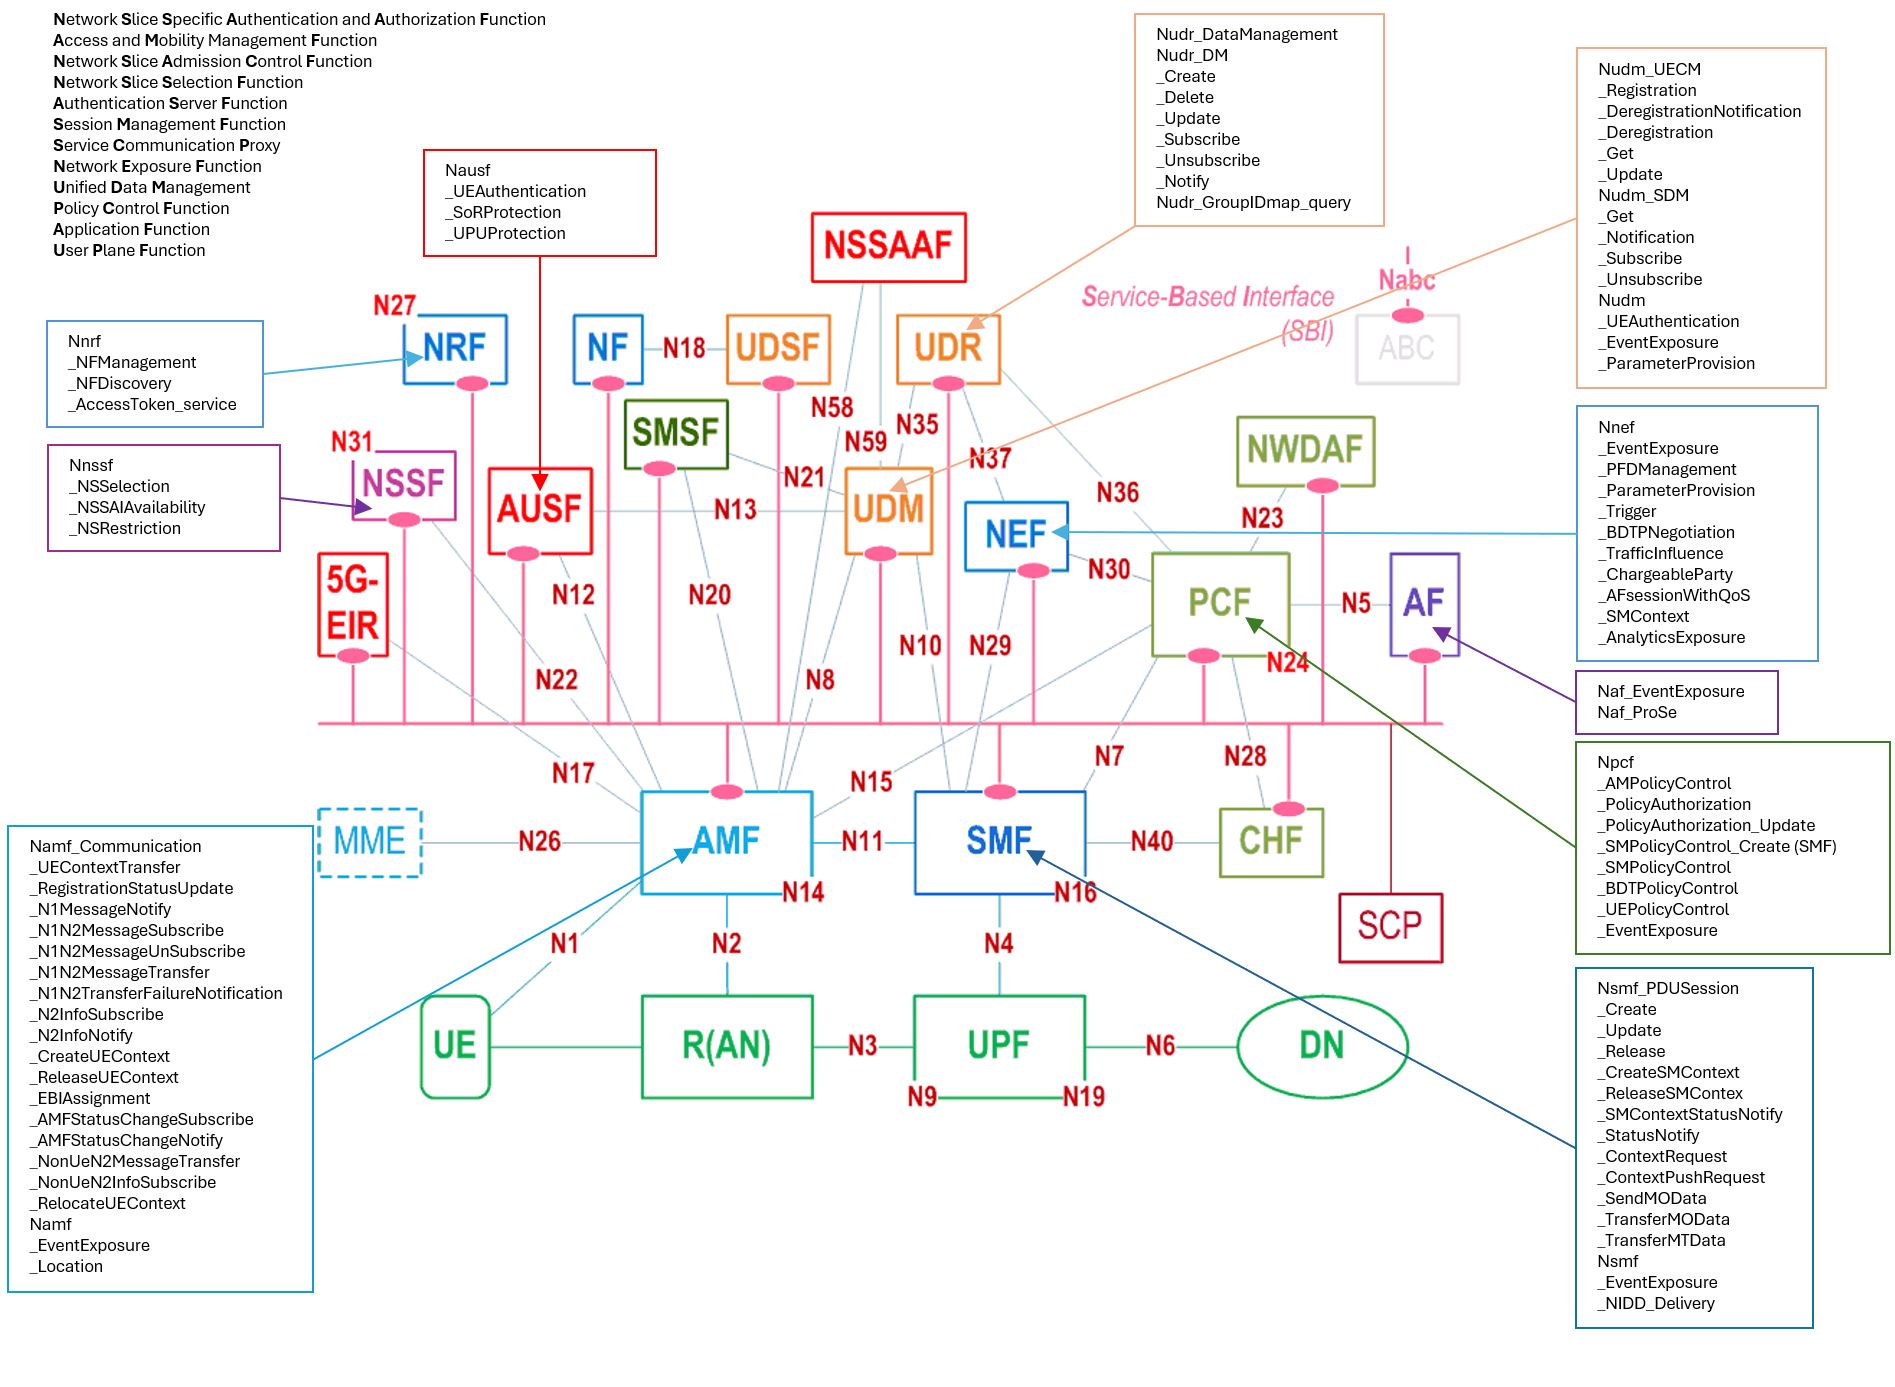 Network Slice Specific Authentication and Authorization Function
Access and Mobility Management Function
Network Slice Admission Control Function
Network Slice Selection Function
Authentication Server Function
Session Management Function
Service Communication Proxy
Network Exposure Function
Unified Data Management
Policy Control Function
Application Function
User Plane Function
Nausf
_UEAuthentication
_SoRProtection
_UPUProtection
Nudr_DataManagement
Nudr_DM
_Create
_Delete
_Update
_Subscribe
_Unsubscribe
_Notify
Nudr_GroupIDmap_query
Nudm_UECM
_Registration
_DeregistrationNotification
_Deregistration
_Get
_Update
Nudm_SDM
_Get
_Notification
_Subscribe
_Unsubscribe
Nudm
_UEAuthentication
_EventExposure
_ParameterProvision
Nnrf
_NFManagement
_NFDiscovery
_AccessToken_service
Nnssf
_NSSelection
_NSSAIAvailability
_NSRestriction
NSSAAF
Service-Based Interface
(SBI)
Nabc
ABC
N27
NRF
NF
N18
UDSF
UDR
N58
N35
N59
SMSF
N31
NSSF
N21
N37
NWDAF
AUSF
N13
UDM
N36
N23
NEF
N30
5G-
EIR
N12
N20
N10
N29
PCF
N5
AF
N24
N22
N8
N17
N15
N7
N28
MME
N26
AMF
N11
SMF
N40
CHF
N14
N16
SCP
N1
N2
N4
UE
R(AN)
N3
UPF
N6
DN
N9
N19
Nnef
_EventExposure
_PFDManagement
_ParameterProvision
_Trigger
_BDTPNegotiation
_TrafficInfluence
_ChargeableParty
_AFsessionWithQoS
_SMContext
_AnalyticsExposure
Naf_EventExposure
Naf_ProSe
Npcf
_AMPolicyControl
_PolicyAuthorization
_PolicyAuthorization_Update
_SMPolicyControl_Create (SMF)
_SMPolicyControl
_BDTPolicyControl
_UEPolicyControl
_EventExposure
Namf_Communication
_UEContextTransfer
_RegistrationStatusUpdate
_N1MessageNotify
_N1N2MessageSubscribe
_N1N2MessageUnSubscribe
_N1N2MessageTransfer
_N1N2TransferFailureNotification
_N2InfoSubscribe
_N2InfoNotify
_CreateUEContext
_ReleaseUEContext
_EBIAssignment
_AMFStatusChangeSubscribe
_AMFStatusChangeNotify
_NonUeN2MessageTransfer
_NonUeN2InfoSubscribe
_RelocateUEContext
Namf
_EventExposure
_Location
Nsmf_PDUSession
_Create
_Update
_Release
_CreateSMContext
_ReleaseSMContex
_SMContextStatusNotify
_StatusNotify
_ContextRequest
_ContextPushRequest
_SendMOData
_TransferMOData
_TransferMTData
Nsmf
_EventExposure
_NIDD_Delivery